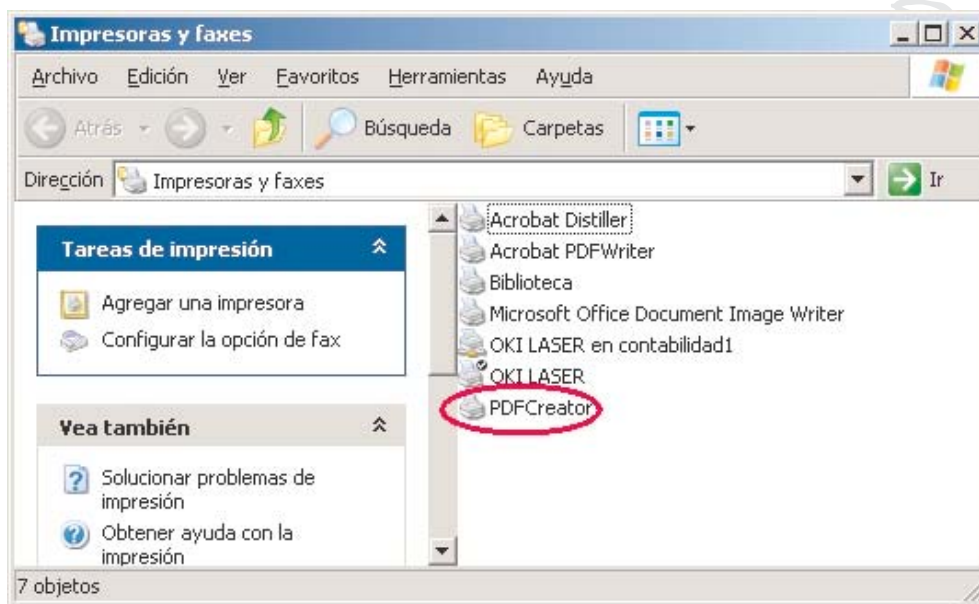 Impresoras y faxes
Archivo Edición Ver Favoritos Herramientas Ayuda
Atrás Búsqueda Carpetas
Dirección Impresoras y faxes Ir
Tareas de impresión
Agregar una impresora
Configurar la opción de fax
Vea también
Solucionar problemas de
impresión
Obtener ayuda con la
impresión
Acrobat Distiller
Acrobat PDFWriter
Biblioteca
Microsoft Office Document Image Writer
OKI LASER en contabilidad1
OKI LASER
PDFCreator
7 objetos